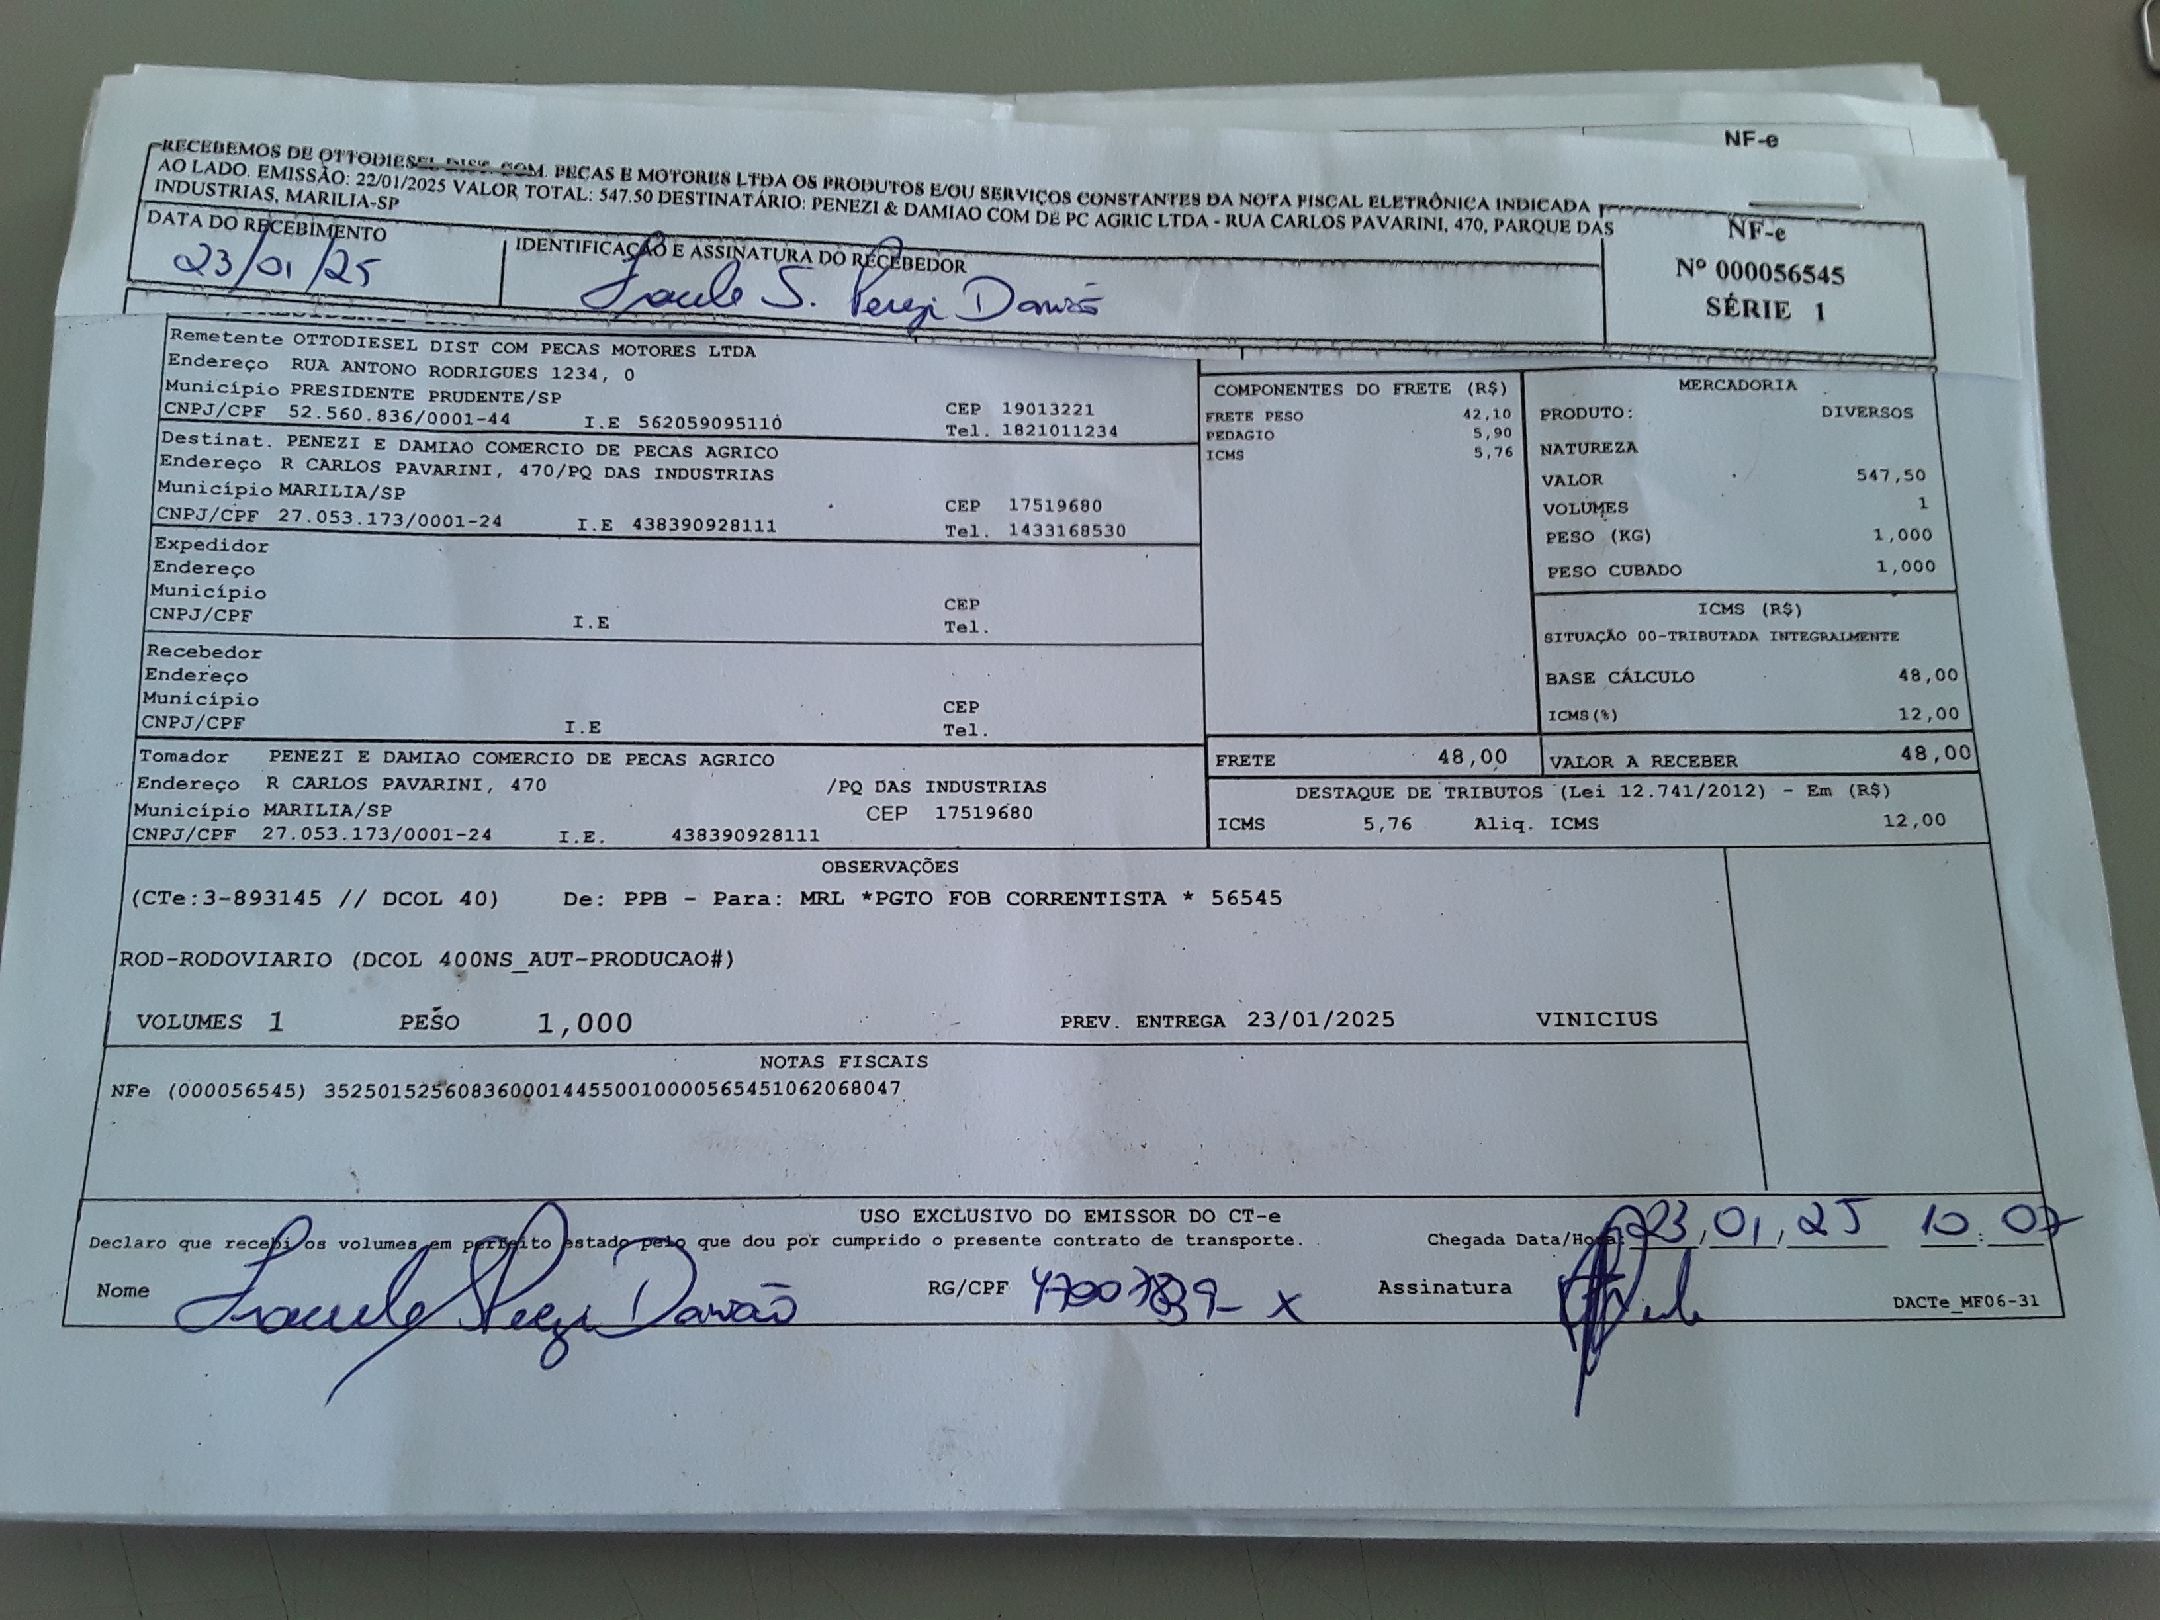 NF-e
RECEBEMOS DE OTTODIESEL DIST. COM. PECAS E MOTORES LTDA OS PRODUTOS E/OU SERVIÇOS CONSTANTES DA NOTA FISCAL ELETRÔNICA INDICADA
AO LADO. EMISSÃO: 22/01/2025 VALOR TOTAL: 547.50 DESTINATÁRIO: PENEZI & DAMIAO COM DE PC AGRIC LTDA - RUA CARLOS PAVARINI, 470, PARQUE DAS
INDUSTRIAS, MARILIA-SP
NF-e
Nº 000056545
SÉRIE 1
DATA DO RECEBIMENTO
23/01/25
IDENTIFICAÇÃO E ASSINATURA DO RECEBEDOR
S. Damião
Remetente OTTODIESEL DIST COM PECAS MOTORES LTDA
Endereço RUA ANTONO RODRIGUES 1234, 0
Município PRESIDENTE PRUDENTE/SP
CEP 19013221
CNPJ/CPF 52.560.836/0001-44 I.E 562059095110 Tel. 1821011234
Destinat. PENEZI E DAMIAO COMERCIO DE PECAS AGRICO
Endereço R CARLOS PAVARINI, 470/PQ DAS INDUSTRIAS
Município MARILIA/SP CEP 17519680
CNPJ/CPF 27.053.173/0001-24 I.E 438390928111 Tel. 1433168530
Expedidor
Endereço
Município CEP
CNPJ/CPF I.E Tel.
Recebedor
Endereço
Município CEP
CNPJ/CPF I.E Tel.
Tomador PENEZI E DAMIAO COMERCIO DE PECAS AGRICO
Endereço R CARLOS PAVARINI, 470 /PQ DAS INDUSTRIAS
Município MARILIA/SP CEP 17519680
CNPJ/CPF 27.053.173/0001-24 I.E. 438390928111
COMPONENTES DO FRETE (R$)
FRETE PESO 42,10
PEDAGIO 5,90
ICMS 5,76
FRETE 48,00
MERCADORIA
PRODUTO: DIVERSOS
NATUREZA
VALOR 547,50
VOLUMES 1
PESO (KG) 1,000
PESO CUBADO 1,000
ICMS (R$)
SITUAÇÃO 00-TRIBUTADA INTEGRALMENTE
BASE CÁLCULO 48,00
ICMS(%) 12,00
VALOR A RECEBER 48,00
DESTAQUE DE TRIBUTOS (Lei 12.741/2012) - Em (R$)
ICMS 5,76 Aliq. ICMS 12,00
OBSERVAÇÕES
(CTe:3-893145 // DCOL 40) De: PPB - Para: MRL *PGTO FOB CORRENTISTA * 56545
ROD-RODOVIARIO (DCOL 400NS_AUT-PRODUCAO#)
VOLUMES 1 PESO 1,000 PREV. ENTREGA 23/01/2025 VINICIUS
NOTAS FISCAIS
NFe (000056545) 35250152560836000144550010000565451062068047
USO EXCLUSIVO DO EMISSOR DO CT-e
Declaro que recebi os volumes em perfeito estado pelo que dou por cumprido o presente contrato de transporte. Chegada Data/Hora: 23,01,25 10:07
Nome Damião RG/CPF Assinatura
DACTe_MF06-31